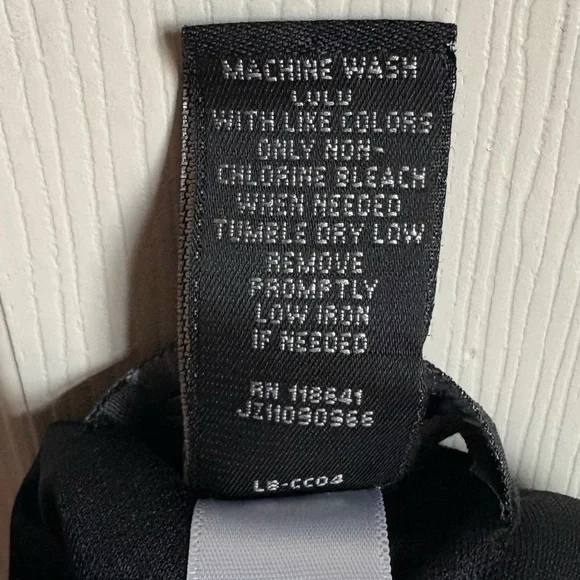 MACHINE WASH
LULU
WITH LIKE COLORS
ONLY NON-
CHLORINE BLEACH
WHEN NEEDED
TUMBLE DRY LOW
REMOVE
PROMPTLY
LOW IRON
IF NEEDED
RN 118641
JZ11090966
LB-CC04